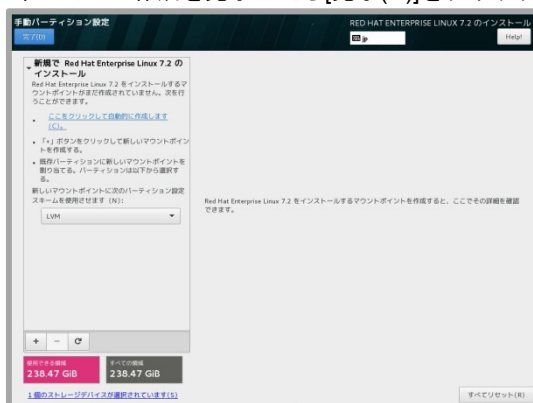 手動パーティション設定
RED HAT ENTERPRISE LINUX 7.2 のインストール
完了(D)
jp
Help!
新規で Red Hat Enterprise Linux 7.2 の
インストール
Red Hat Enterprise Linux 7.2 をインストールするマ
ウントポイントがまだ作成されていません。次を行
うことができます。
ここをクリックして自動的に作成します
(C)。
「+」ボタンをクリックして新しいマウントポイン
トを作成する。
既存パーティションに新しいマウントポイントを
割り当てる。パーティションは以下から選択す
る。
新しいマウントポイントに次のパーティション設定
スキームを使用させます (N):
LVM
Red Hat Enterprise Linux 7.2 をインストールするマウントポイントを作成すると、ここでその詳細を確認
できます。
+ -
使用できる領域
238.47 GiB
すべての領域
238.47 GiB
1 個のストレージデバイスが選択されています(S)
すべてリセット(R)